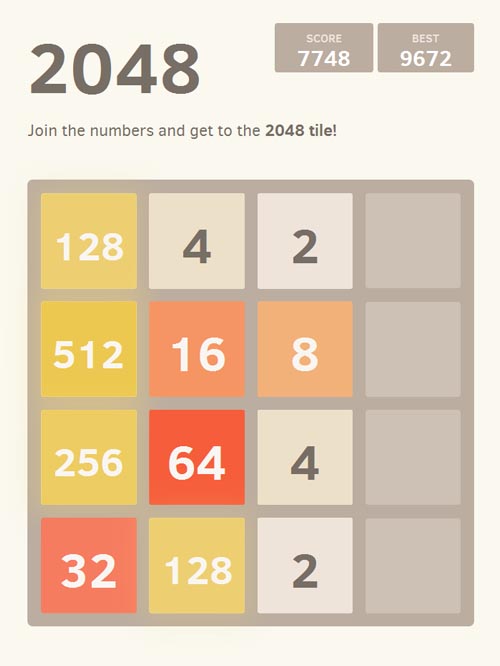 2048
SCORE
7748
BEST
9672
Join the numbers and get to the 2048 tile!
128 4 2
512 16 8
256 64 4
32 128 2